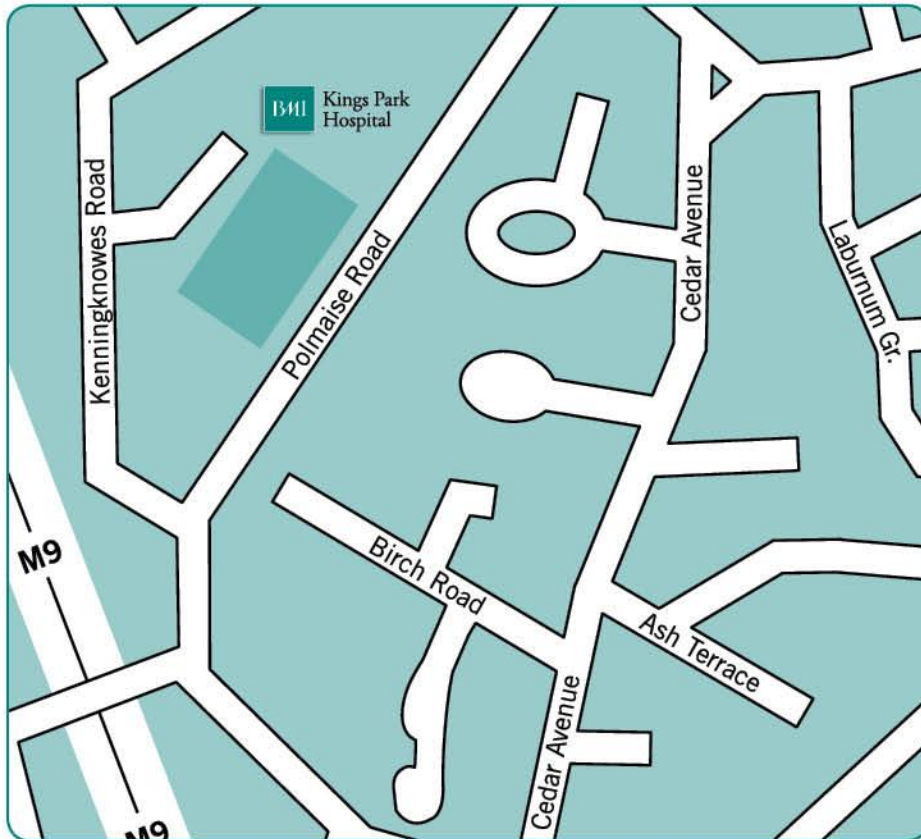 BMI
Kings Park
Hospital
Kenningknowes Road
Polmaise Road
Cedar Avenue
Laburnum Gr.
M9
Birch Road
Ash Terrace
Cedar Avenue
M9